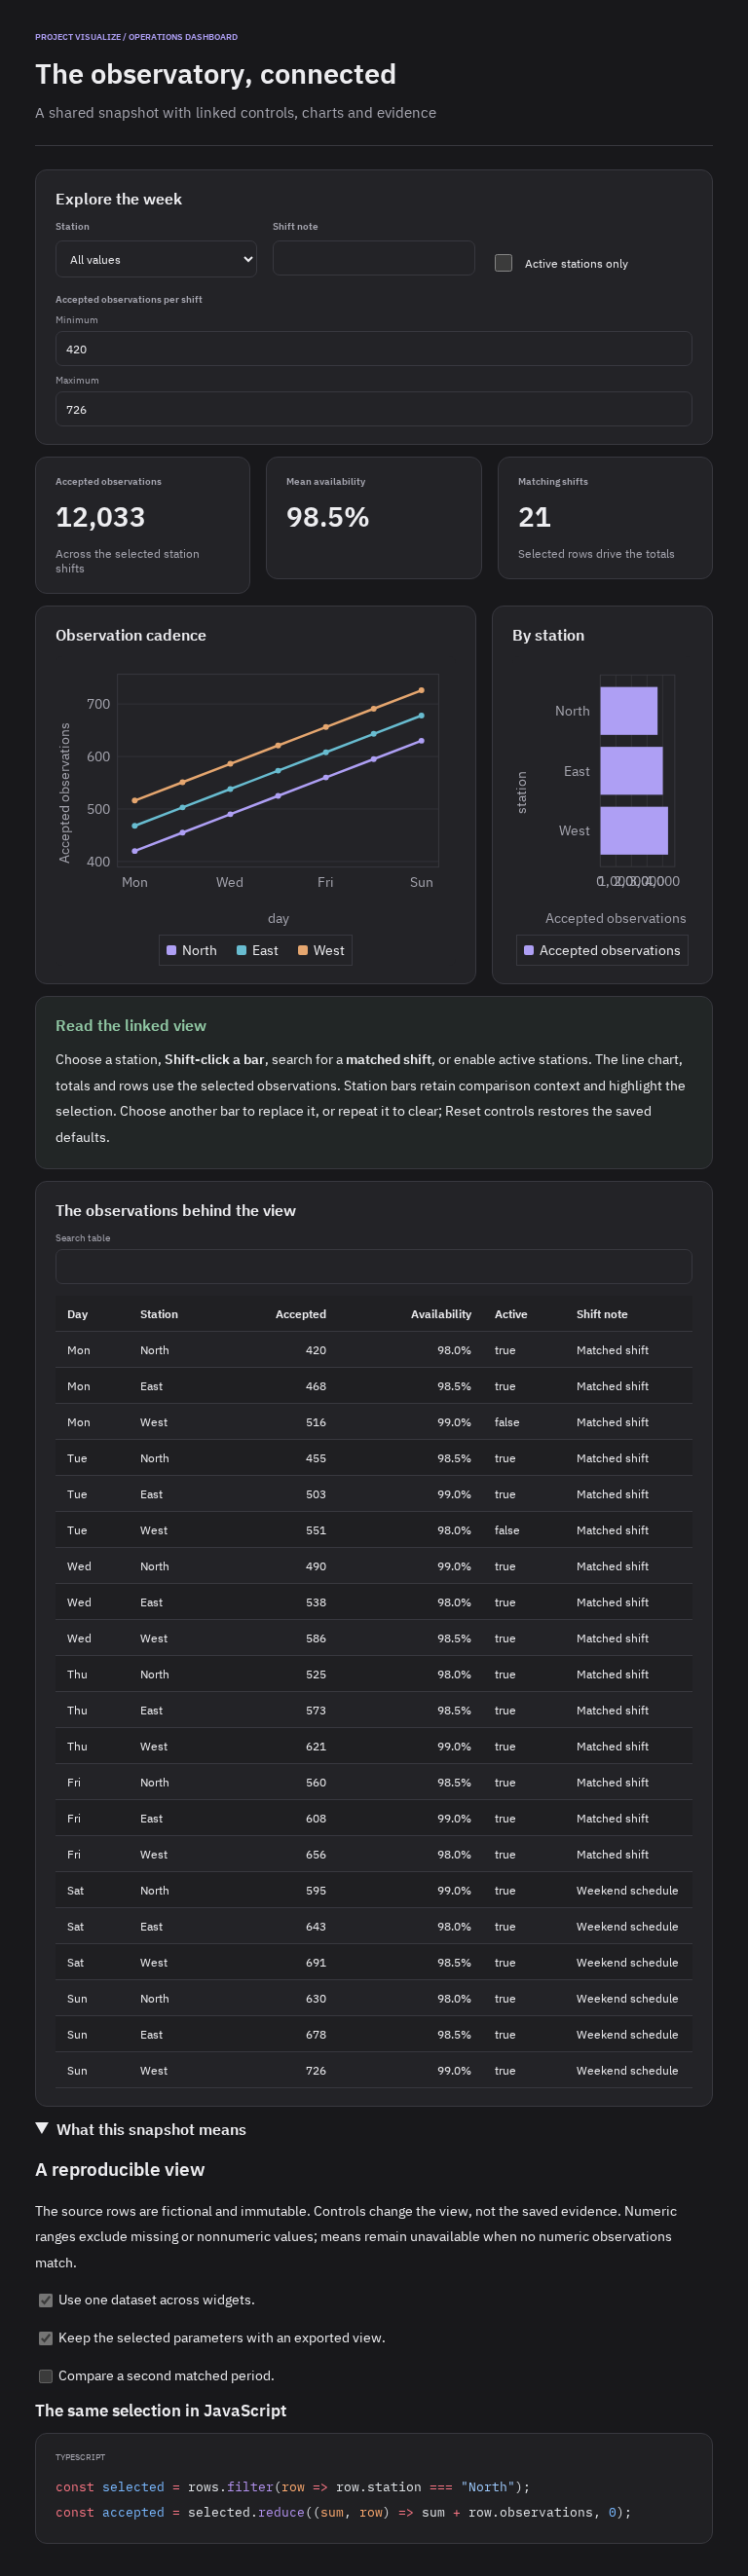 PROJECT VISUALIZE / OPERATIONS DASHBOARD
The observatory, connected
A shared snapshot with linked controls, charts and evidence
Explore the week
Station
Shift note
All values
Active stations only
Accepted observations per shift
Minimum
420
Maximum
726
Accepted observations
12,033
Across the selected station
shifts
Mean availability
98.5%
Matching shifts
21
Selected rows drive the totals
Observation cadence
Accepted observations
700
600
500
400
Mon Wed Fri Sun
day
North East West
By station
station
North
East
West
Accepted observations
Accepted observations
Read the linked view
Choose a station, Shift-click a bar, search for a matched shift, or enable active stations. The line chart,
totals and rows use the selected observations. Station bars retain comparison context and highlight the
selection. Choose another bar to replace it, or repeat it to clear; Reset controls restores the saved
defaults.
The observations behind the view
Search table
Day Station Accepted Availability Active Shift note
Mon North 420 98.0% true Matched shift
Mon East 468 98.5% true Matched shift
Mon West 516 99.0% false Matched shift
Tue North 455 98.5% true Matched shift
Tue East 503 99.0% true Matched shift
Tue West 551 98.0% false Matched shift
Wed North 490 99.0% true Matched shift
Wed East 538 98.0% true Matched shift
Wed West 586 98.5% true Matched shift
Thu North 525 98.0% true Matched shift
Thu East 573 98.5% true Matched shift
Thu West 621 99.0% true Matched shift
Fri North 560 98.5% true Matched shift
Fri East 608 99.0% true Matched shift
Fri West 656 98.0% true Matched shift
Sat North 595 99.0% true Weekend schedule
Sat East 643 98.0% true Weekend schedule
Sat West 691 98.5% true Weekend schedule
Sun North 630 98.0% true Weekend schedule
Sun East 678 98.5% true Weekend schedule
Sun West 726 99.0% true Weekend schedule
What this snapshot means
A reproducible view
The source rows are fictional and immutable. Controls change the view, not the saved evidence. Numeric
ranges exclude missing or nonnumeric values; means remain unavailable when no numeric observations
match.
Use one dataset across widgets.
Keep the selected parameters with an exported view.
Compare a second matched period.
The same selection in JavaScript
TYPESCRIPT
const selected = rows.filter(row => row.station === "North");
const accepted = selected.reduce((sum, row) => sum + row.observations, 0);